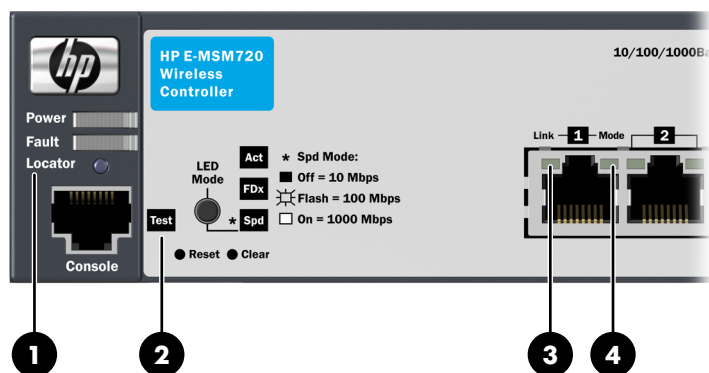 hp
HP E-MSM720
Wireless
Controller
10/100/1000Ba
Power
Fault
Locator
Console
LED
Mode
Act
FDx
* Spd
Test
* Spd Mode:
Off = 10 Mbps
Flash = 100 Mbps
On = 1000 Mbps
Reset Clear
Link 1 Mode 2
1 2 3 4